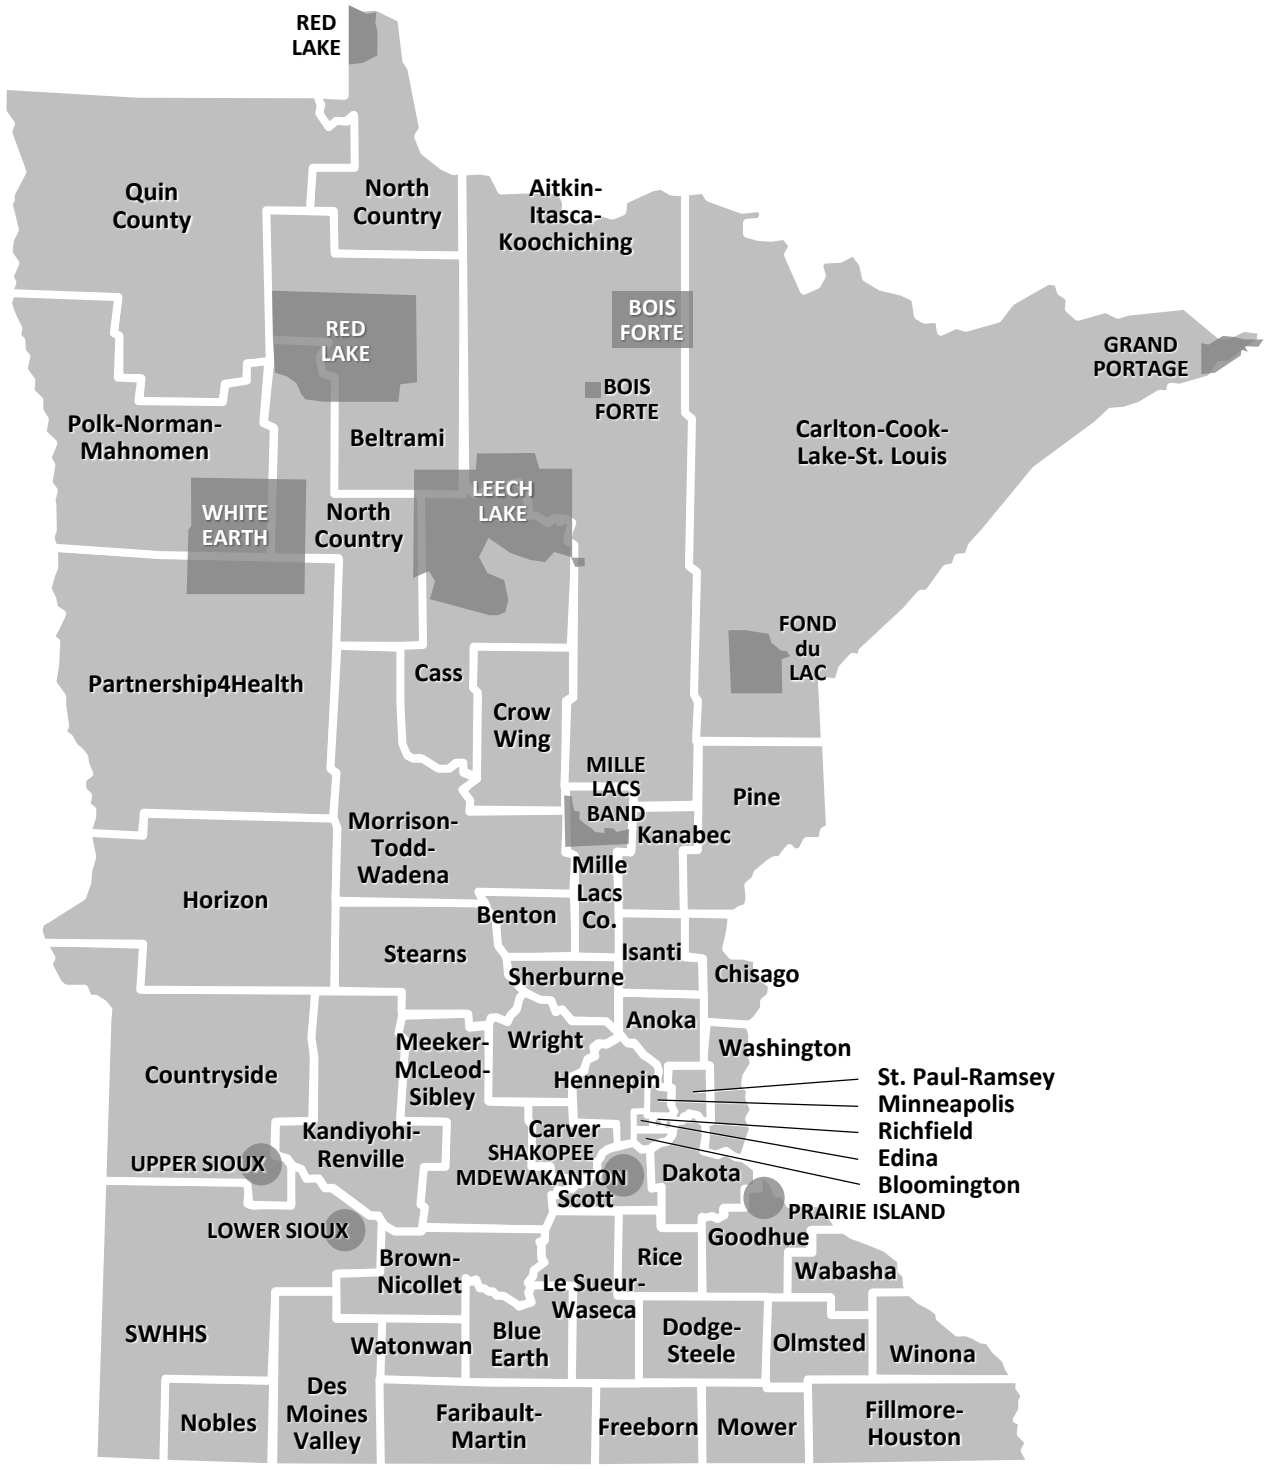 RED
LAKE
Quin
County
North
Country
Aitkin-
Itasca-
Koochiching
RED
LAKE
BOIS
FORTE
GRAND
PORTAGE
BOIS
FORTE
Polk-Norman-
Mahnomen
Beltrami
Carlton-Cook-
Lake-St. Louis
WHITE
EARTH
North
Country
LEECH
LAKE
FOND
du
LAC
Partnership4Health
Cass
Crow
Wing
MILLE
LACS
BAND
Pine
Kanabec
Morrison-
Todd-
Wadena
Mille
Lacs
Co.
Horizon
Benton
Stearns
Isanti
Sherburne
Chisago
Anoka
Wright
Meeker-
McLeod-
Sibley
Washington
Countryside
Hennepin
St. Paul-Ramsey
Minneapolis
Richfield
Edina
Bloomington
Kandiyohi-
Renville
Carver
SHAKOPEE
MDEWAKANTON
Scott
UPPER SIOUX
Dakota
PRAIRIE ISLAND
LOWER SIOUX
Goodhue
Brown-
Nicollet
Rice
Wabasha
Le Sueur-
Waseca
SWHHS
Watonwan
Blue
Earth
Dodge-
Steele
Olmsted
Winona
Nobles
Des
Moines
Valley
Faribault-
Martin
Freeborn
Mower
Fillmore-
Houston